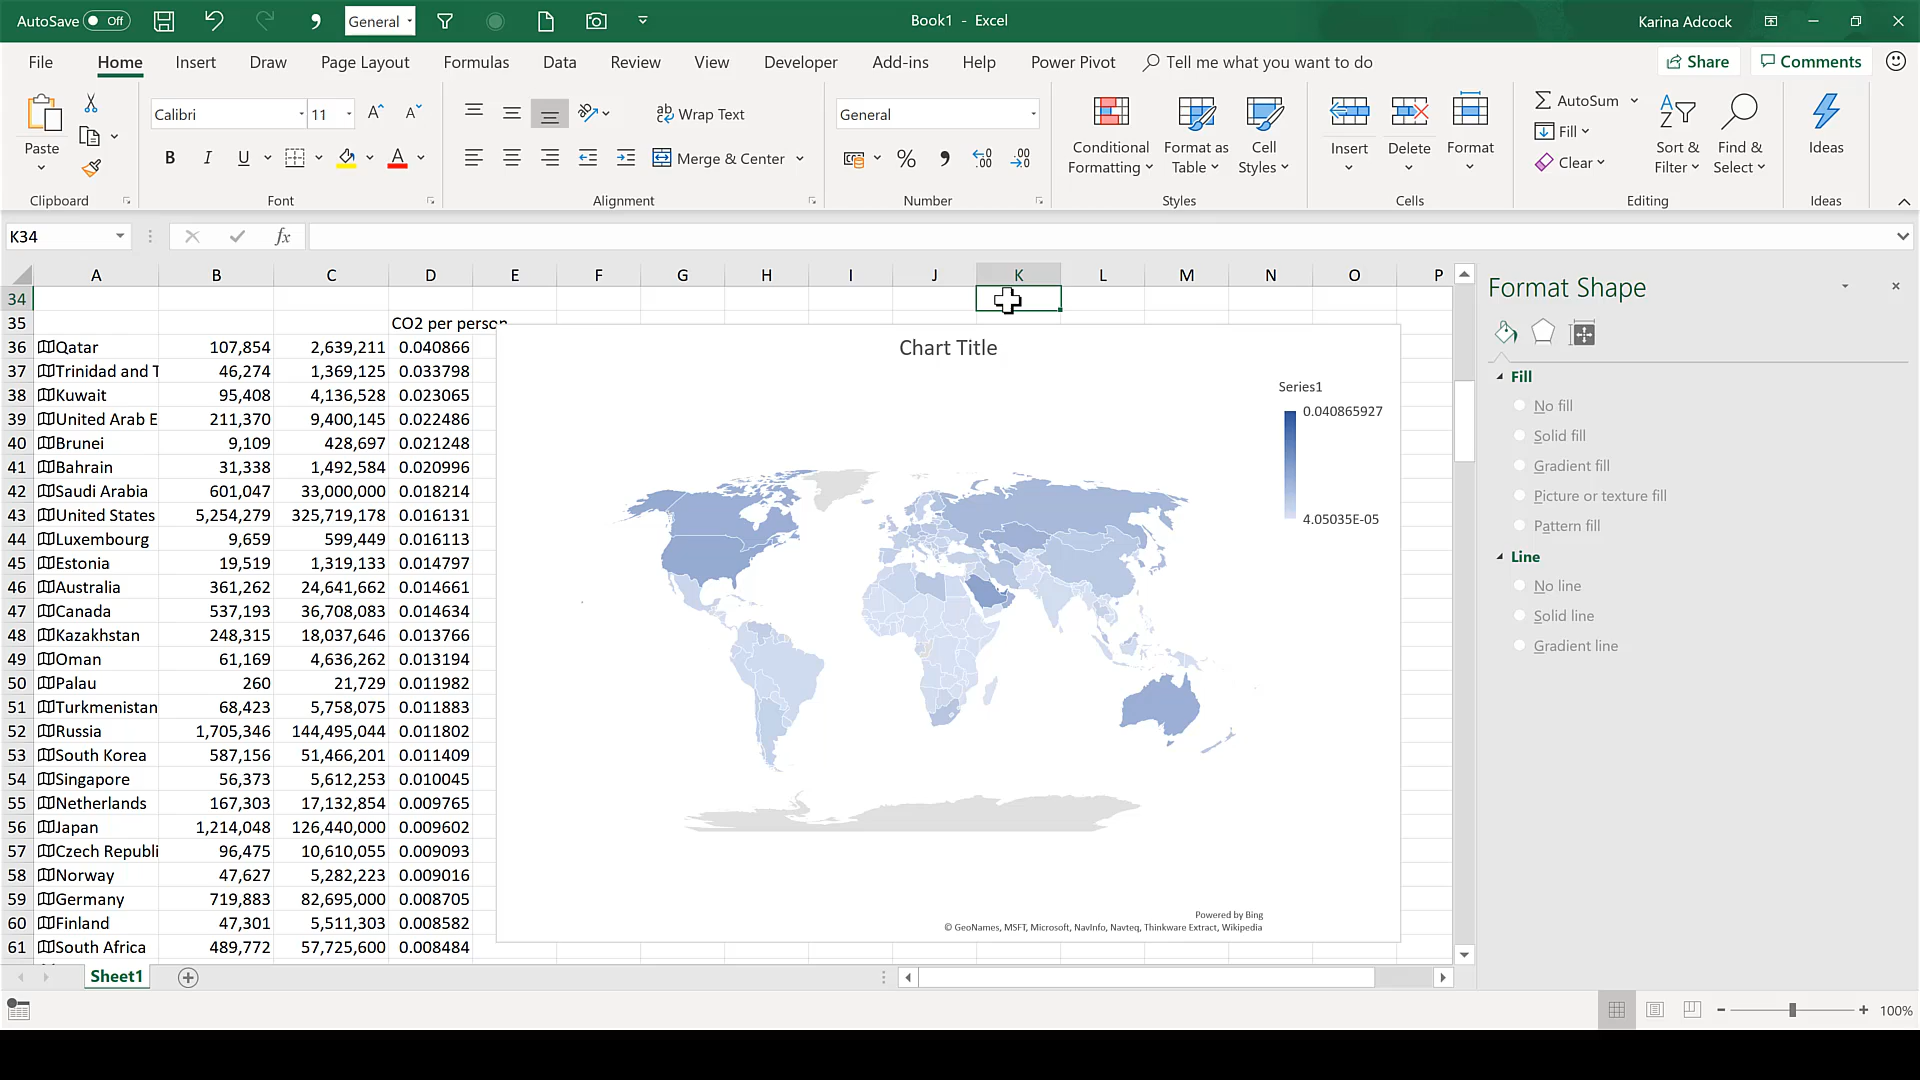 AutoSave Off General Book1 - Excel Karina Adcock
File Home Insert Draw Page Layout Formulas Data Review View Developer Add-ins Help Power Pivot Tell me what you want to do Share Comments
Paste
Clipboard
Calibri 11
B I U A
Font
Wrap Text
Merge & Center
Alignment
General
%
Number
Conditional
Formatting
Format as
Table
Cell
Styles
Styles
Insert
Delete
Format
Cells
AutoSum
Fill
Clear
Sort &
Filter
Find &
Select
Editing
Ideas
Ideas
K34 fx
A B C D E F G H I J K L M N O P
34
35 CO2 per person
36 Qatar 107,854 2,639,211 0.040866
37 Trinidad and T 46,274 1,369,125 0.033798
38 Kuwait 95,408 4,136,528 0.023065
39 United Arab E 211,370 9,400,145 0.022486
40 Brunei 9,109 428,697 0.021248
41 Bahrain 31,338 1,492,584 0.020996
42 Saudi Arabia 601,047 33,000,000 0.018214
43 United States 5,254,279 325,719,178 0.016131
44 Luxembourg 9,659 599,449 0.016113
45 Estonia 19,519 1,319,133 0.014797
46 Australia 361,262 24,641,662 0.014661
47 Canada 537,193 36,708,083 0.014634
48 Kazakhstan 248,315 18,037,646 0.013766
49 Oman 61,169 4,636,262 0.013194
50 Palau 260 21,729 0.011982
51 Turkmenistan 68,423 5,758,075 0.011883
52 Russia 1,705,346 144,495,044 0.011802
53 South Korea 587,156 51,466,201 0.011409
54 Singapore 56,373 5,612,253 0.010045
55 Netherlands 167,303 17,132,854 0.009765
56 Japan 1,214,048 126,440,000 0.009602
57 Czech Republi 96,475 10,610,055 0.009093
58 Norway 47,627 5,282,223 0.009016
59 Germany 719,883 82,695,000 0.008705
60 Finland 47,301 5,511,303 0.008582
61 South Africa 489,772 57,725,600 0.008484
Chart Title
Series1
0.040865927
4.05035E-05
Powered by Bing
© GeoNames, MSFT, Microsoft, NavInfo, Navteq, Thinkware Extract, Wikipedia
Format Shape
Fill
No fill
Solid fill
Gradient fill
Picture or texture fill
Pattern fill
Line
No line
Solid line
Gradient line
Sheet1
100%